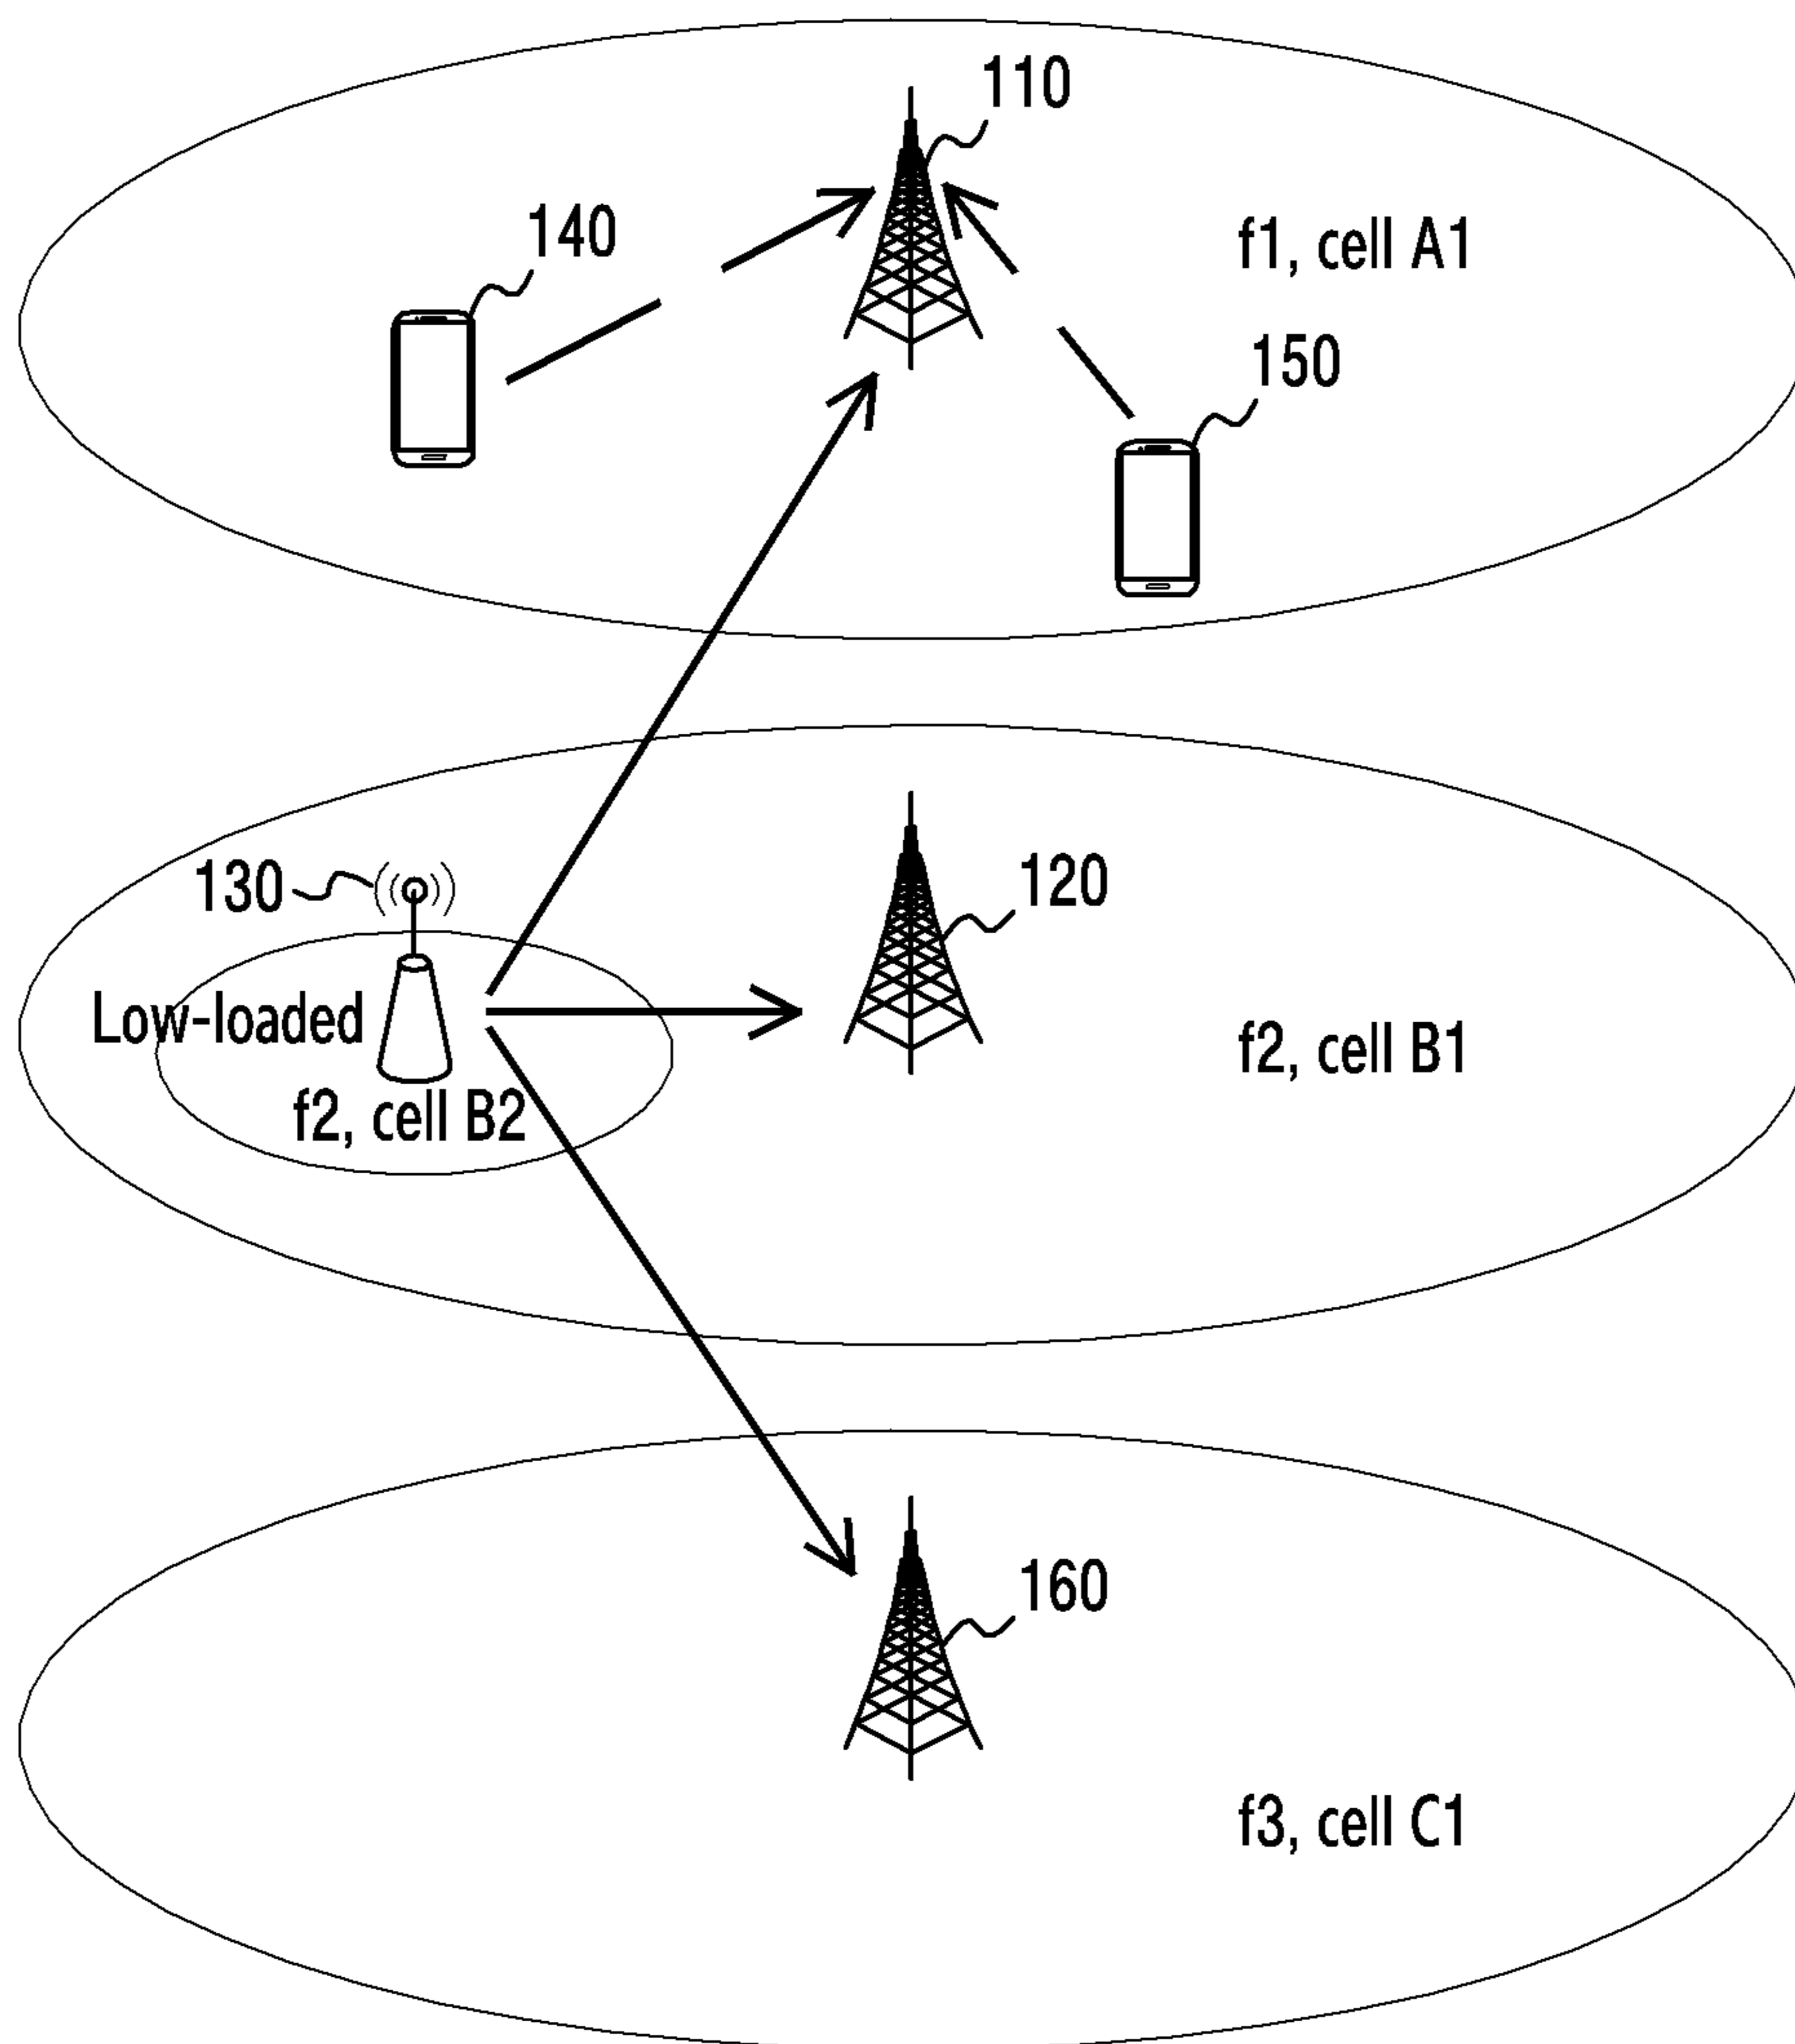 110
140
f1, cell A1
150
130
120
Low-loaded
f2, cell B1
f2, cell B2
160
f3, cell C1